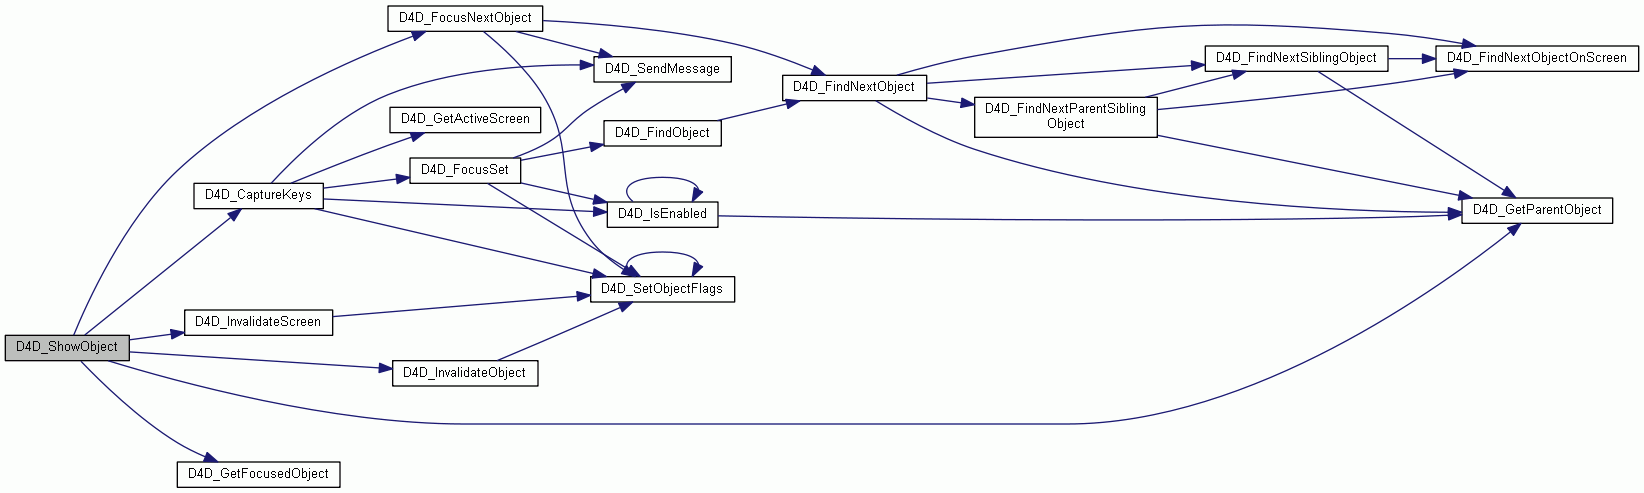 D4D_FocusNextObject
D4D_FindNextSiblingObject
D4D_FindNextObjectOnScreen
D4D_SendMessage
D4D_FindNextObject
D4D_FindNextParentSibling
Object
D4D_GetActiveScreen
D4D_FindObject
D4D_FocusSet
D4D_CaptureKeys
D4D_IsEnabled
D4D_GetParentObject
D4D_SetObjectFlags
D4D_InvalidateScreen
D4D_ShowObject
D4D_InvalidateObject
D4D_GetFocusedObject